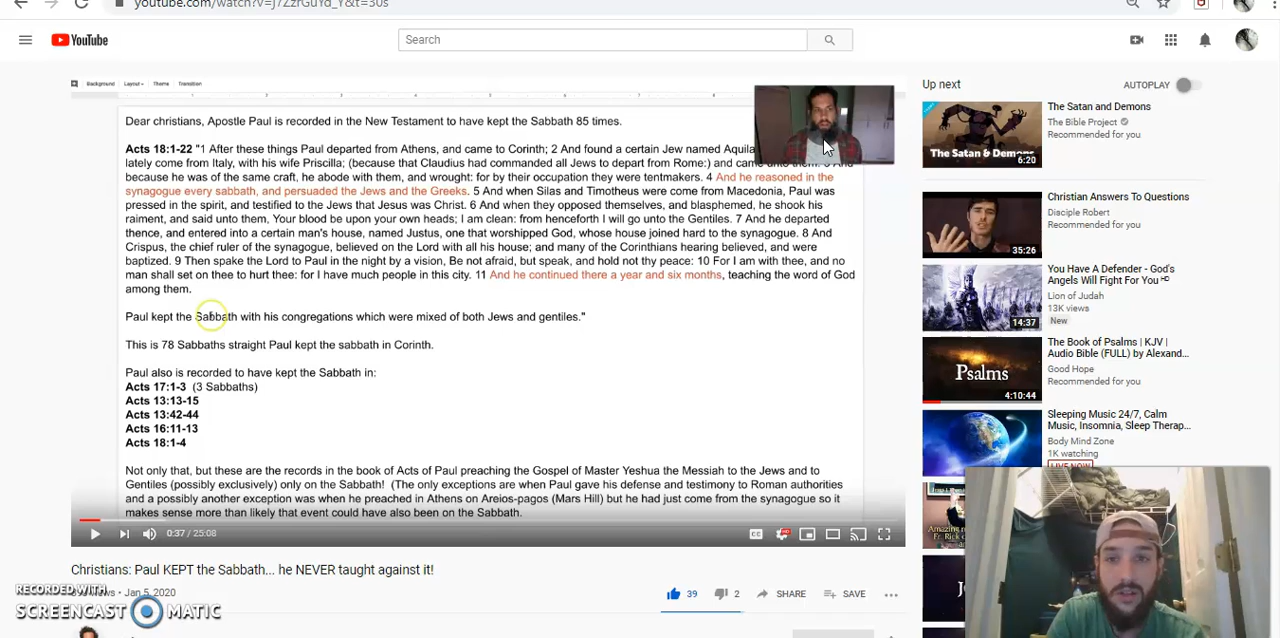 youtube.com/watch?v=j7ZzrGuYd_Y&t=30s
YouTube
Search
Background Layout Theme Transition
Dear christians, Apostle Paul is recorded in the New Testament to have kept the Sabbath 85 times.
Acts 18:1-22 "1 After these things Paul departed from Athens, and came to Corinth; 2 And found a certain Jew named Aquila
lately come from Italy, with his wife Priscilla; (because that Claudius had commanded all Jews to depart from Rome:) and came
because he was of the same craft, he abode with them, and wrought: for by their occupation they were tentmakers. 4 And he reasoned in the
synagogue every sabbath, and persuaded the Jews and the Greeks. 5 And when Silas and Timotheus were come from Macedonia, Paul was
pressed in the spirit, and testified to the Jews that Jesus was Christ. 6 And when they opposed themselves, and blasphemed, he shook his
raiment, and said unto them, Your blood be upon your own heads; I am clean: from henceforth I will go unto the Gentiles. 7 And he departed
thence, and entered into a certain man's house, named Justus, one that worshipped God, whose house joined hard to the synagogue. 8 And
Crispus, the chief ruler of the synagogue, believed on the Lord with all his house; and many of the Corinthians hearing believed, and were
baptized. 9 Then spake the Lord to Paul in the night by a vision, Be not afraid, but speak, and hold not thy peace: 10 For I am with thee, and no
man shall set on thee to hurt thee: for I have much people in this city. 11 And he continued there a year and six months, teaching the word of God
among them.
Paul kept the Sabbath with his congregations which were mixed of both Jews and gentiles."
This is 78 Sabbaths straight Paul kept the sabbath in Corinth.
Paul also is recorded to have kept the Sabbath in:
Acts 17:1-3 (3 Sabbaths)
Acts 13:13-15
Acts 13:42-44
Acts 16:11-13
Acts 18:1-4
Not only that, but these are the records in the book of Acts of Paul preaching the Gospel of Master Yeshua the Messiah to the Jews and to
Gentiles (possibly exclusively) only on the Sabbath! (The only exceptions are when Paul gave his defense and testimony to Roman authorities
and a possibly another exception was when he preached in Athens on Areios-pagos (Mars Hill) but he had just come from the synagogue so it
makes sense more than likely that event could have also been on the Sabbath.
0:37 / 25:08
Christians: Paul KEPT the Sabbath... he NEVER taught against it!
Views • Jan 5, 2020
39 2 SHARE SAVE
RECORDED WITH
SCREENCAST MATIC
Up next
AUTOPLAY
The Satan & Demons
6:20
The Satan and Demons
The Bible Project
Recommended for you
35:26
Christian Answers To Questions
Disciple Robert
Recommended for you
14:37
You Have A Defender - God's
Angels Will Fight For You HD
Lion of Judah
13K views
New
Psalms
4:10:44
The Book of Psalms | KJV |
Audio Bible (FULL) by Alexand...
Good Hope
Recommended for you
Sleeping Music 24/7, Calm
Music, Insomnia, Sleep Therap...
Body Mind Zone
1K watching
LIVE NOW